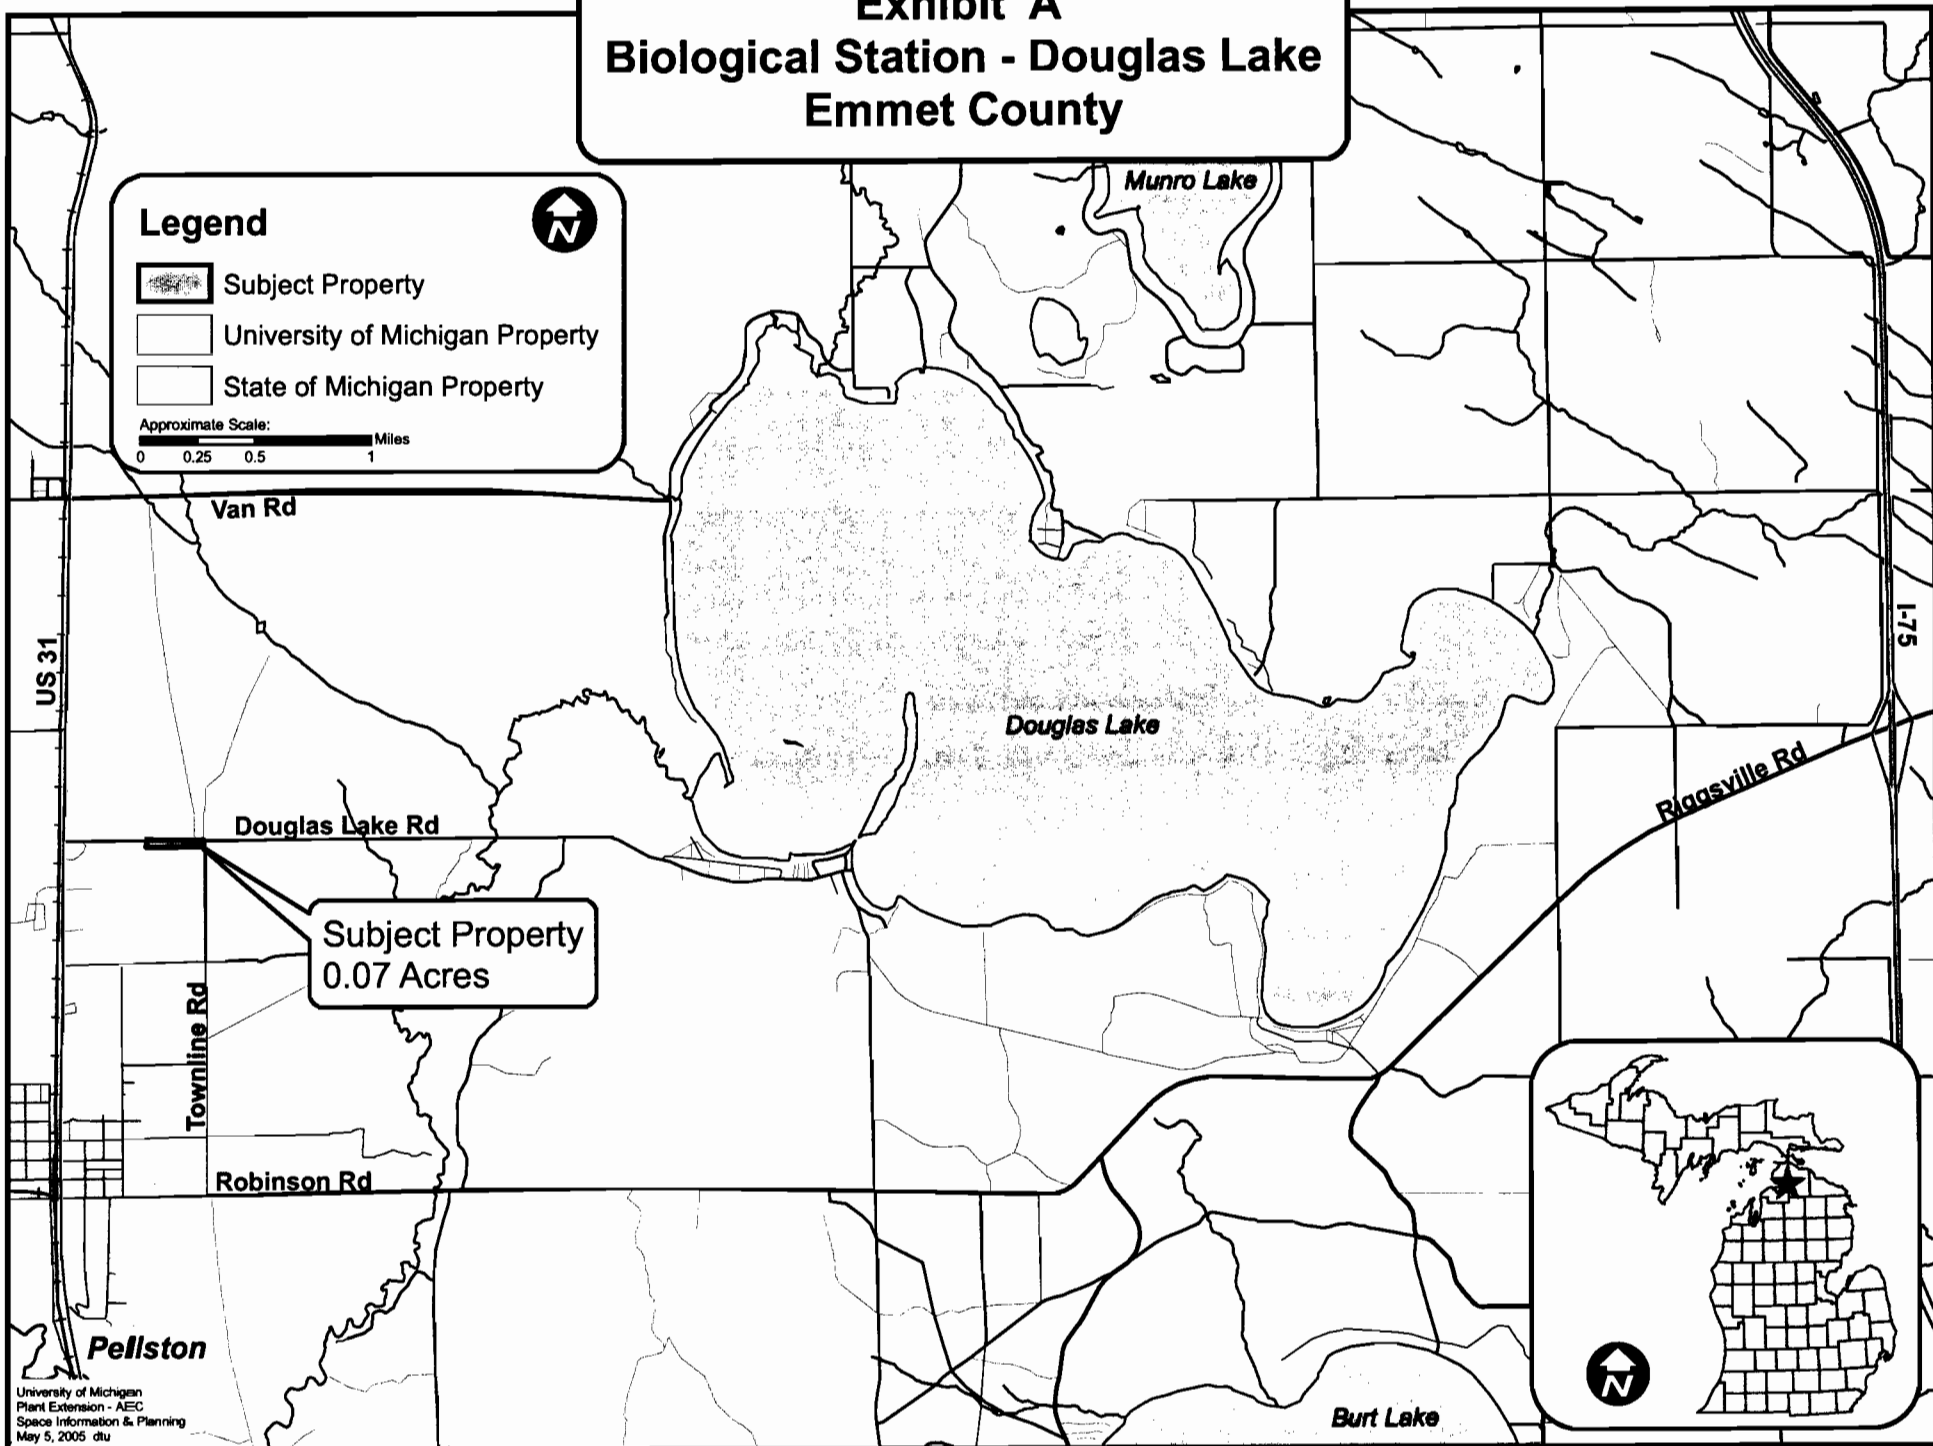 Exhibit A
Biological Station - Douglas Lake
Emmet County
Munro Lake
Legend
N
Subject Property
University of Michigan Property
State of Michigan Property
Approximate Scale:
Miles
0 0.25 0.5 1
Van Rd
US 31
I-75
Douglas Lake
Riggsville Rd
Douglas Lake Rd
Subject Property
0.07 Acres
Townline Rd
Robinson Rd
Pellston
University of Michigan
Plant Extension - AEC
Space Information & Planning
May 5, 2005 dtu
Burt Lake
N